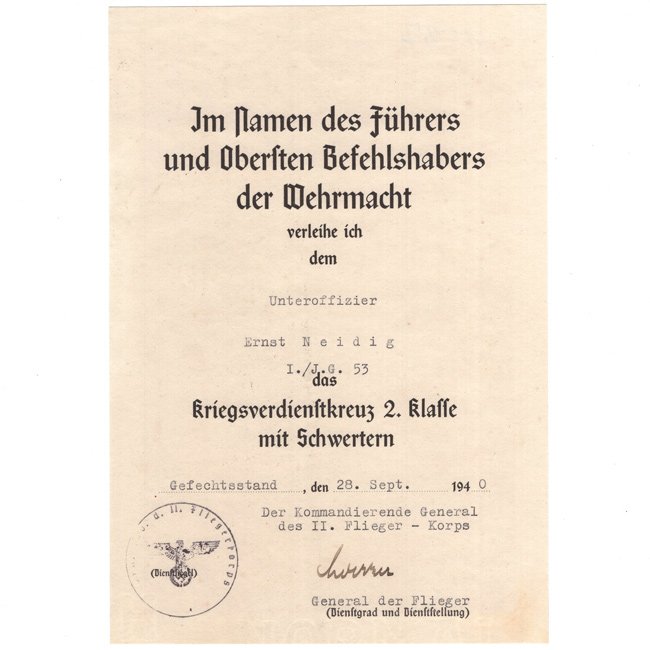 Im Namen des Führers
und Obersten Befehlshabers
der Wehrmacht
verleihe ich
dem
Unteroffizier
Ernst Neidig
I./J.G. 53
das
Kriegsverdienstkreuz 2. Klasse
mit Schwertern
Gefechtsstand, den 28. Sept. 1940
Der Kommandierende General
des II. Flieger - Korps
d. II. Fliegerkorps
(Dienstsiegel)
General der Flieger
(Dienstgrad und Dienststellung)